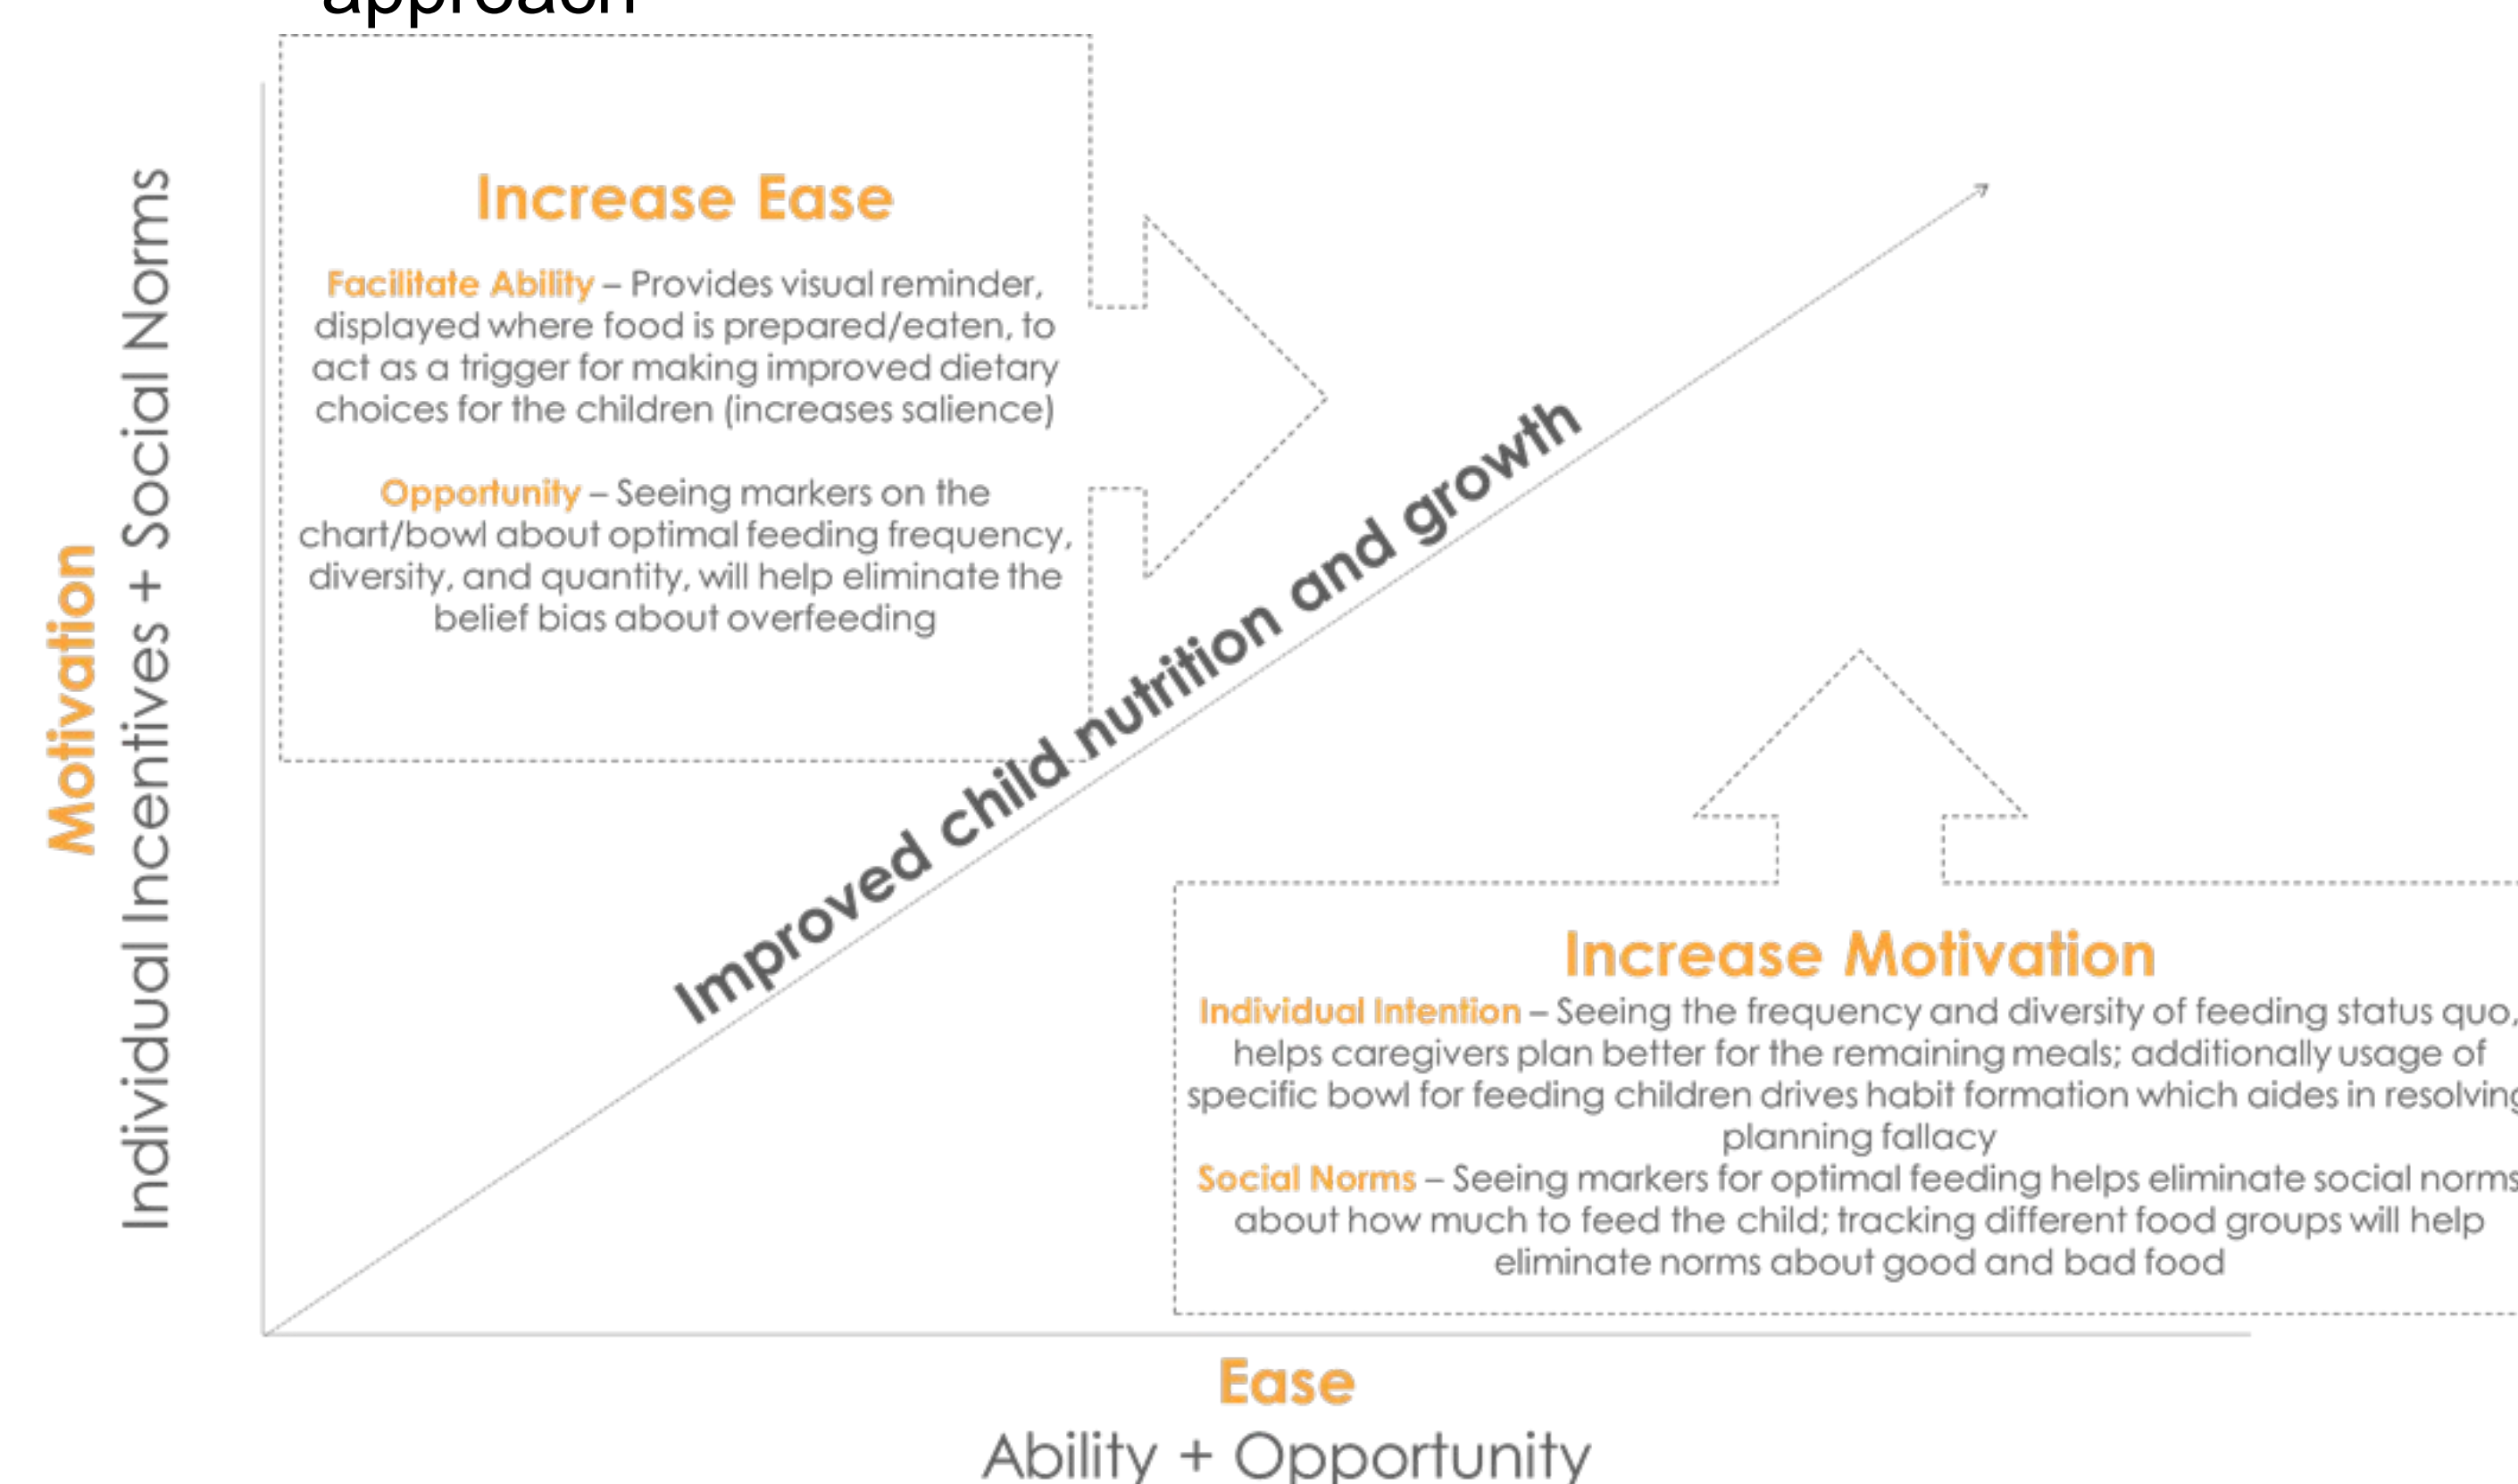 approach
Increase Ease
Facilitate Ability – Provides visual reminder,
displayed where food is prepared/eaten, to
act as a trigger for making improved dietary
choices for the children (increases salience)
Opportunity – Seeing markers on the
chart/bowl about optimal feeding frequency,
diversity, and quantity, will help eliminate the
belief bias about overfeeding
Motivation
Individual Incentives + Social Norms
Improved child nutrition and growth
Increase Motivation
Individual Intention – Seeing the frequency and diversity of feeding status quo,
helps caregivers plan better for the remaining meals; additionally usage of
specific bowl for feeding children drives habit formation which aides in resolving
planning fallacy
Social Norms – Seeing markers for optimal feeding helps eliminate social norms
about how much to feed the child; tracking different food groups will help
eliminate norms about good and bad food
Ease
Ability + Opportunity